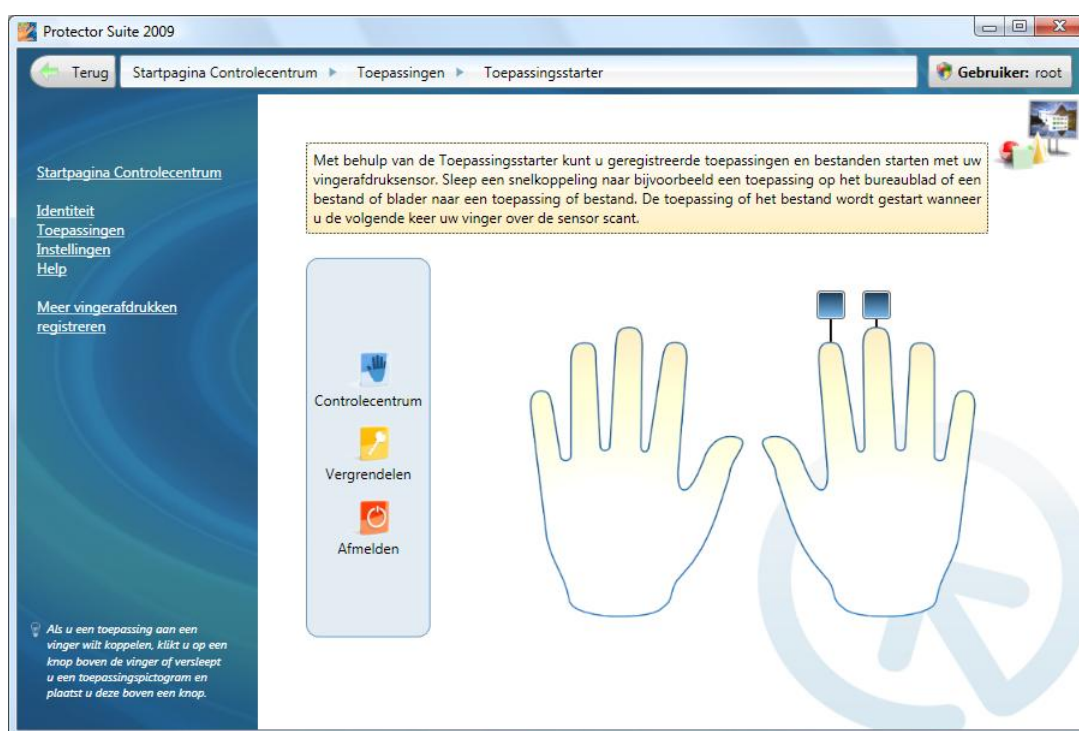 Protector Suite 2009
Terug
Startpagina Controlecentrum
Toepassingen
Toepassingsstarter
Gebruiker: root
Startpagina Controlecentrum
Identiteit
Toepassingen
Instellingen
Help
Meer vingerafdrukken
registreren
Als u een toepassing aan een
vinger wilt koppelen, klikt u op een
knop boven de vinger of versleept
u een toepassingspictogram en
plaatst u deze boven een knop.
Met behulp van de Toepassingsstarter kunt u geregistreerde toepassingen en bestanden starten met uw
vingerafdruksensor. Sleep een snelkoppeling naar bijvoorbeeld een toepassing op het bureaublad of een
bestand of blader naar een toepassing of bestand. De toepassing of het bestand wordt gestart wanneer
u de volgende keer uw vinger over de sensor scant.
Controlecentrum
Vergrendelen
Afmelden